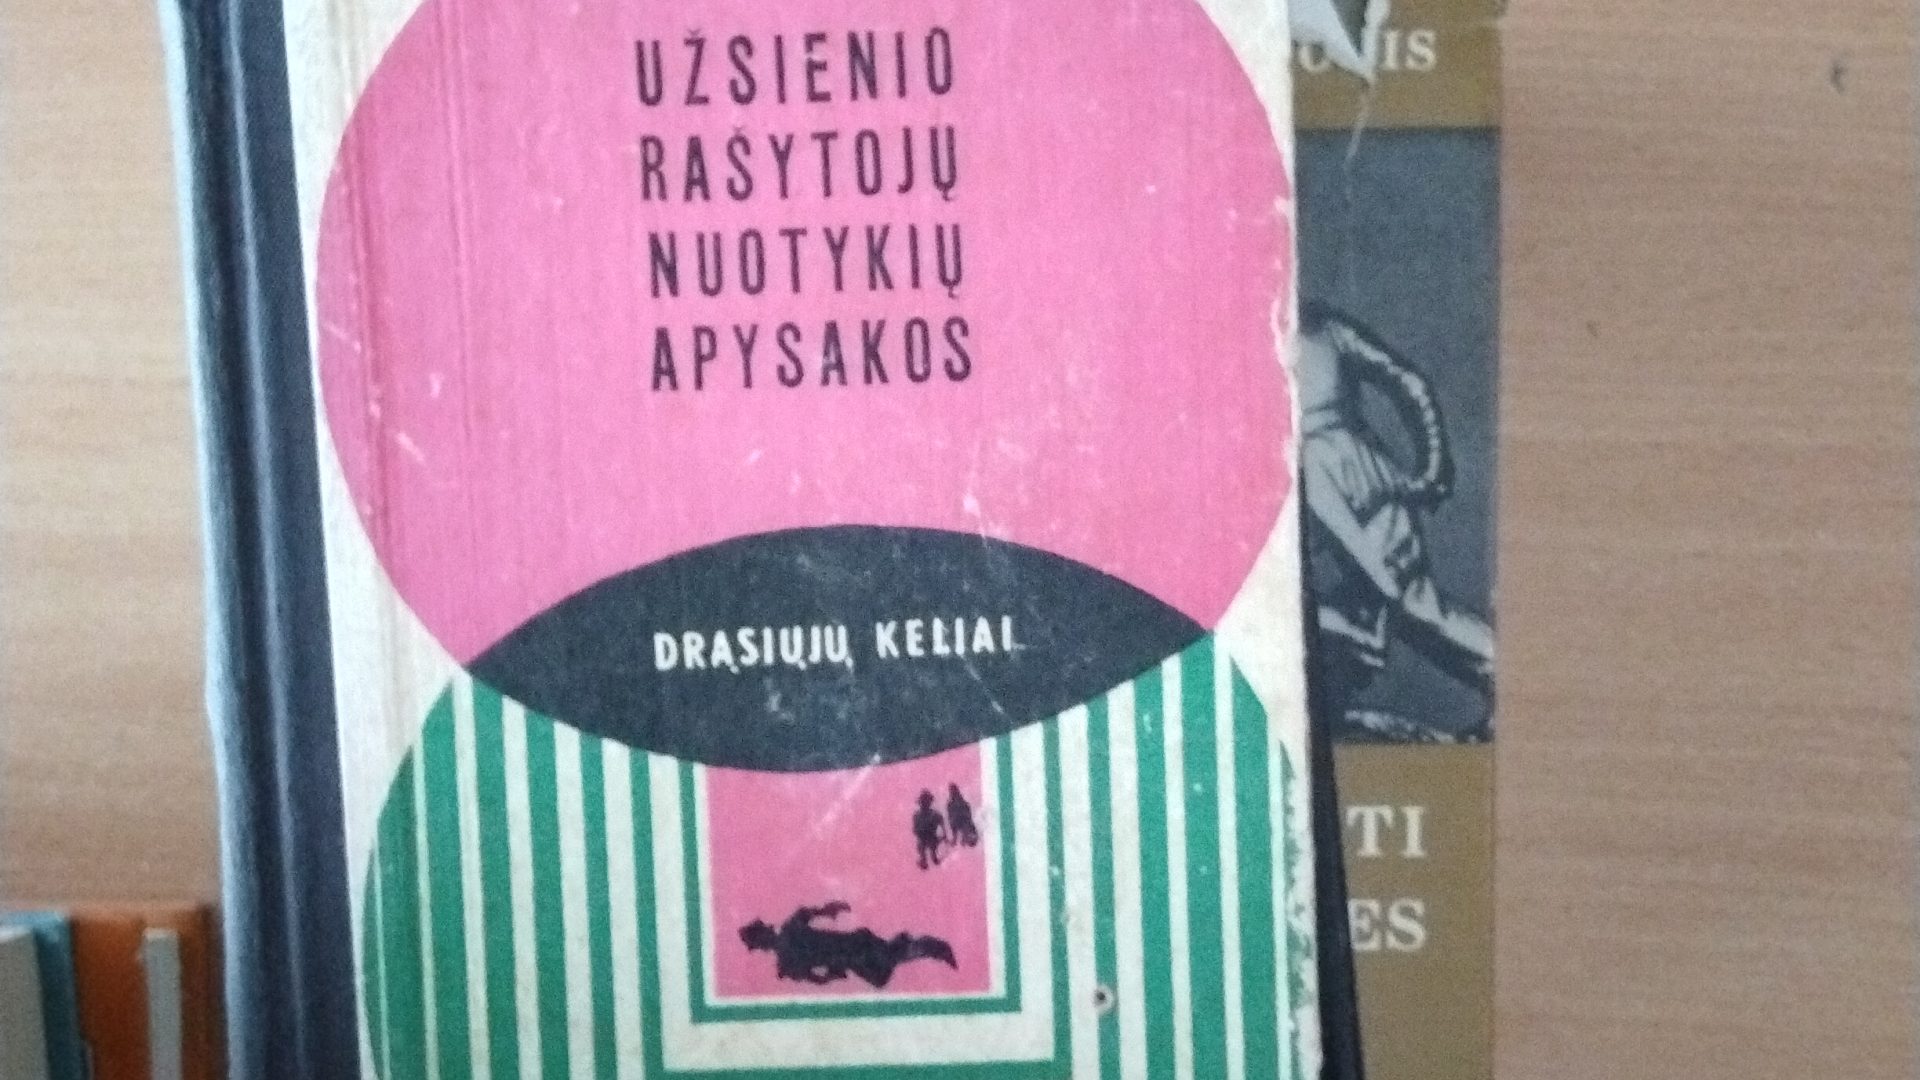 UŽSIENIO
RAŠYTOJŲ
NUOTYKIŲ
APYSAKOS
DRĄSIŲJŲ KELIAI